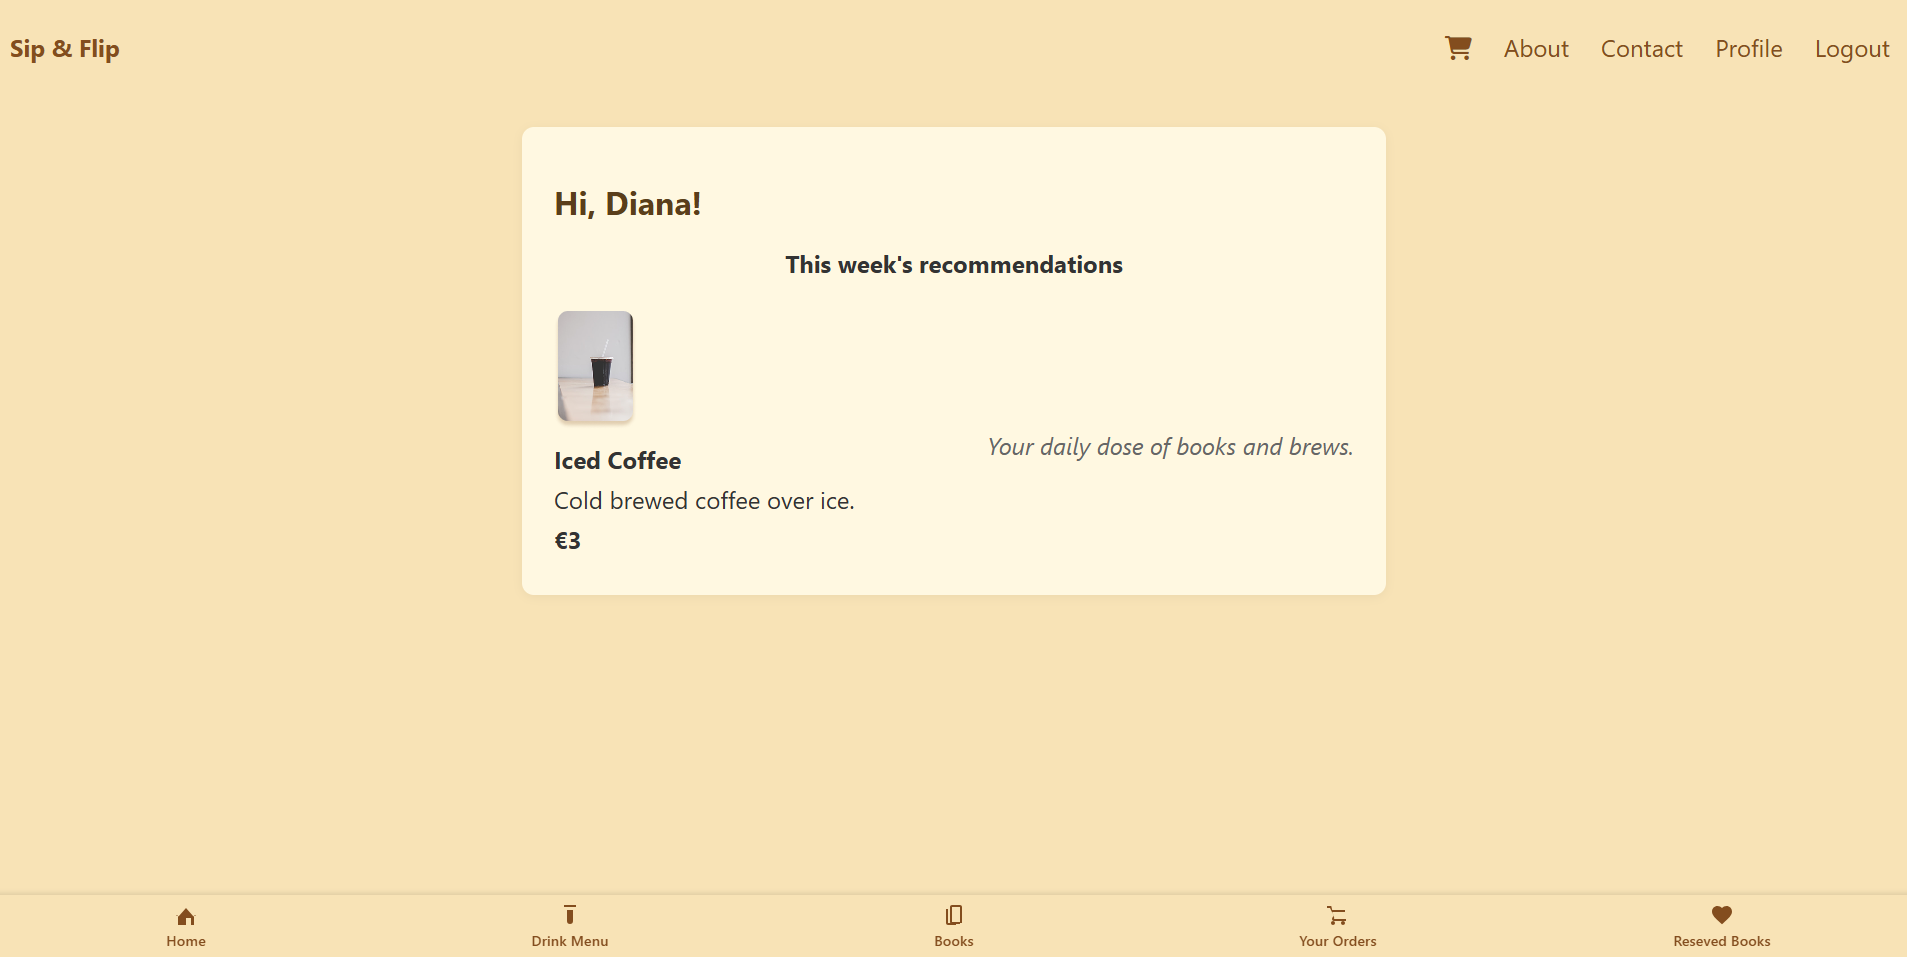 Sip & Flip
About
Contact
Profile
Logout
Hi, Diana!
This week's recommendations
Iced Coffee
Cold brewed coffee over ice.
€3
Your daily dose of books and brews.
Home
Drink Menu
Books
Your Orders
Reseved Books